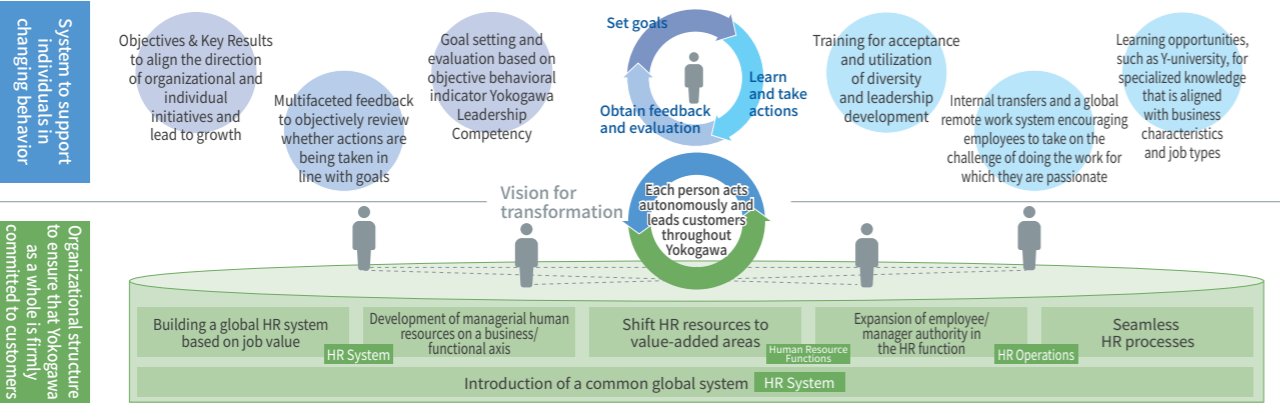 System to support
individuals in
changing behavior
Objectives & Key Results
to align the direction
of organizational and
individual
initiatives and
lead to growth
Multifaceted feedback
to objectively review
whether actions are
being taken in
line with goals
Goal setting and
evaluation based on
objective behavioral
indicator Yokogawa
Leadership
Competency
Set goals
Learn
and take
actions
Obtain feedback
and evaluation
Training for acceptance
and utilization
of diversity
and leadership
development
Internal transfers and a global
remote work system encouraging
employees to take on the
challenge of doing the work for
which they are passionate
Learning opportunities,
such as Y-university, for
specialized knowledge
that is aligned
with business
characteristics
and job types
Vision for
transformation
Each person acts
autonomously and
leads customers
throughout
Yokogawa
Organizational structure
to ensure that Yokogawa
as a whole is firmly
committed to customers
Building a global HR system
based on job value
HR System
Development of managerial human
resources on a business/
functional axis
Shift HR resources to
value-added areas
Human Resource
Functions
Expansion of employee/
manager authority in
the HR function
HR Operations
Seamless
HR processes
Introduction of a common global system
HR System